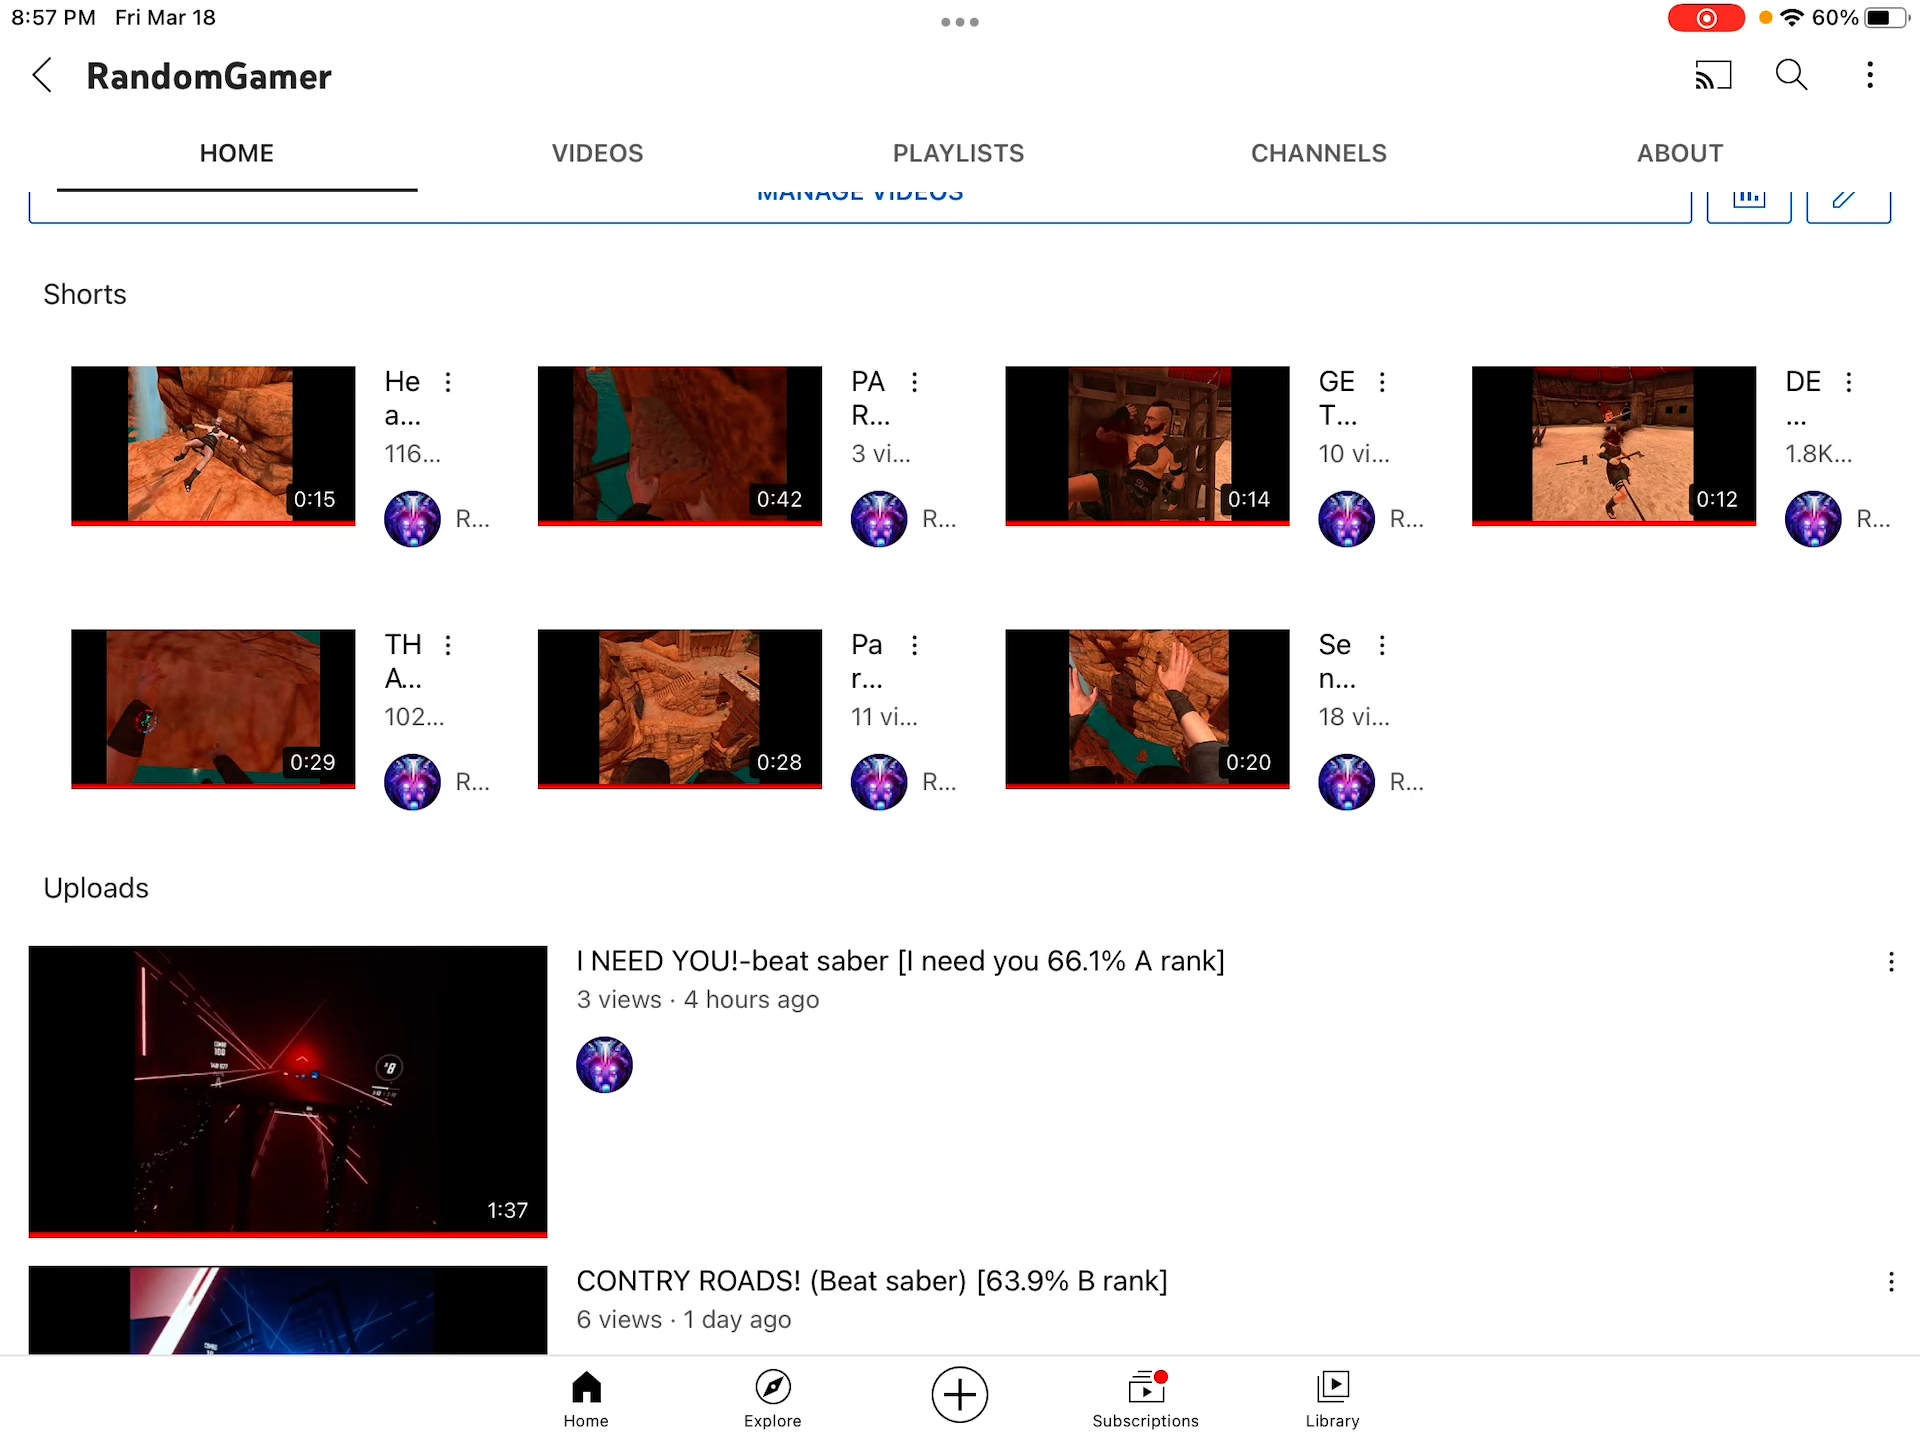 8:57 PM Fri Mar 18
60%
RandomGamer
HOME VIDEOS PLAYLISTS CHANNELS ABOUT
MANAGE VIDEOS
Shorts
0:15
He
a...
116...
R...
0:42
PA
R...
3 vi...
R...
0:14
GE
T...
10 vi...
R...
0:12
DE
...
1.8K...
R...
0:29
TH
A...
102...
R...
0:28
Pa
r...
11 vi...
R...
0:20
Se
n...
18 vi...
R...
Uploads
COMBO
100
A
8
1:37
I NEED YOU!-beat saber [I need you 66.1% A rank]
3 views · 4 hours ago
CONTRY ROADS! (Beat saber) [63.9% B rank]
6 views · 1 day ago
Home Explore Subscriptions Library